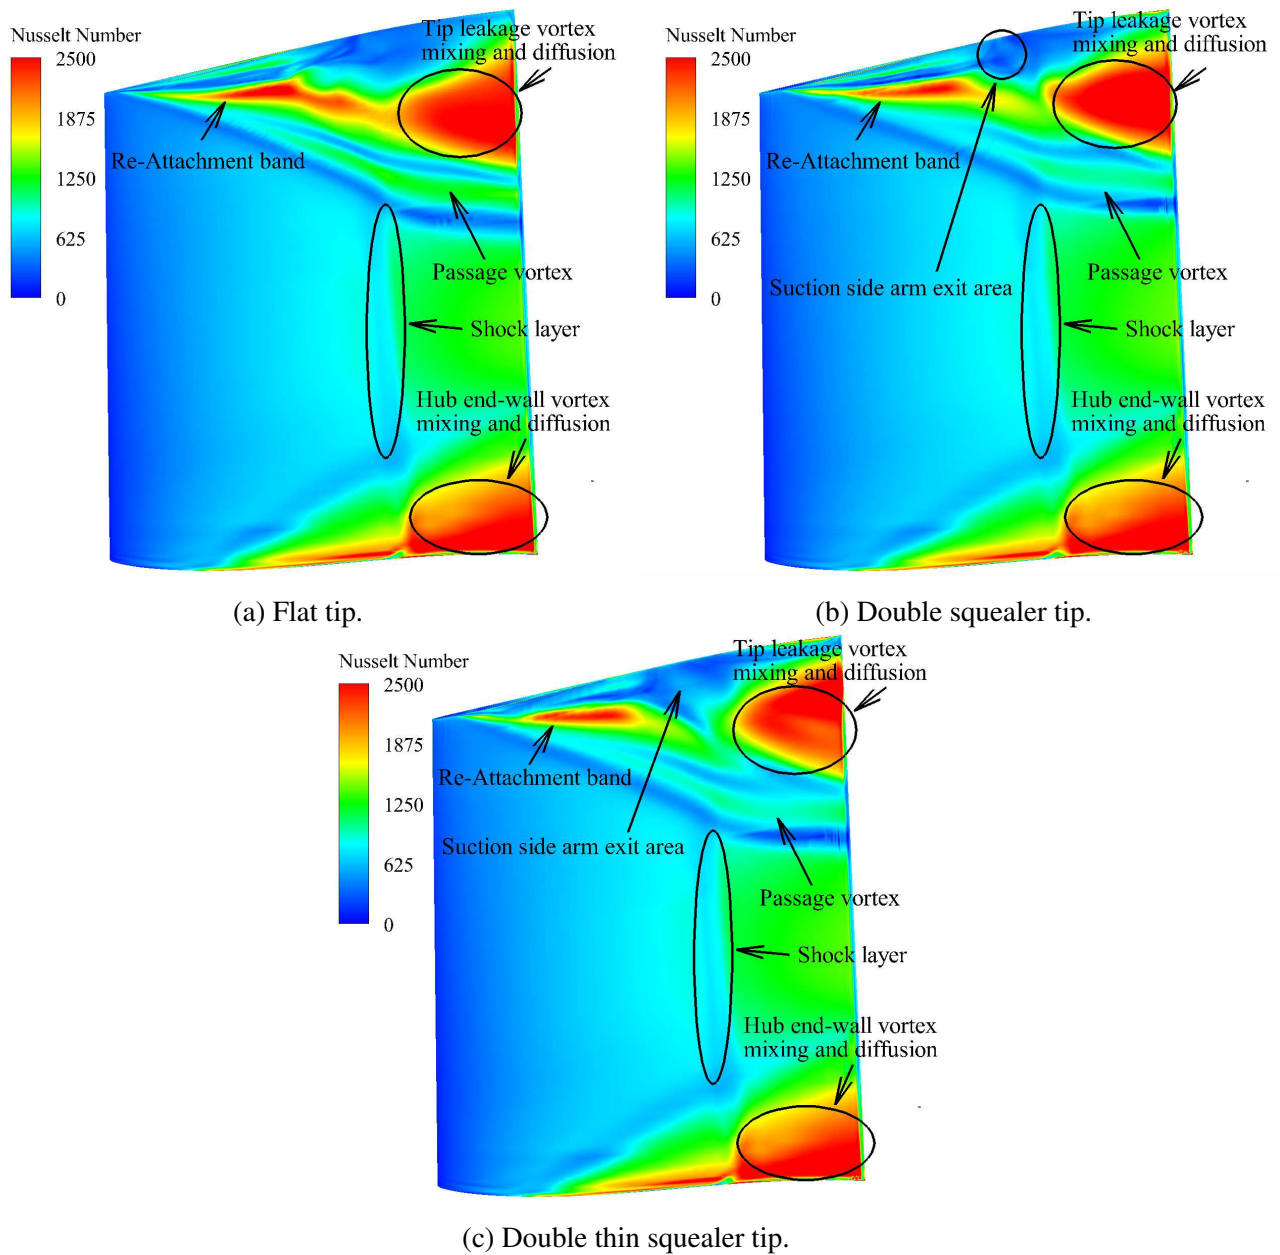 Nusselt Number
2500
1875
1250
625
0
Tip leakage vortex
mixing and diffusion
Re-Attachment band
Passage vortex
Shock layer
Hub end-wall vortex
mixing and diffusion
(a) Flat tip.
Nusselt Number
2500
1875
1250
625
0
Tip leakage vortex
mixing and diffusion
Re-Attachment band
Suction side arm exit area
Passage vortex
Shock layer
Hub end-wall vortex
mixing and diffusion
(b) Double squealer tip.
Nusselt Number
2500
1875
1250
625
0
Tip leakage vortex
mixing and diffusion
Re-Attachment band
Suction side arm exit area
Passage vortex
Shock layer
Hub end-wall vortex
mixing and diffusion
(c) Double thin squealer tip.